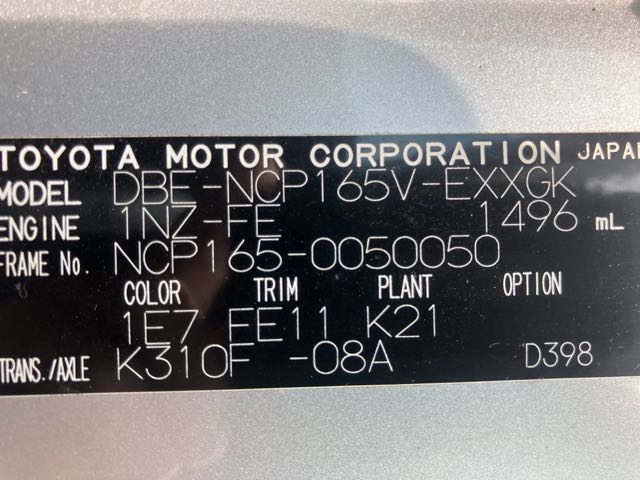 TOYOTA MOTOR CORPORATION JAPAN
MODEL DBE-NCP165V-EXXGK
ENGINE 1NZ-FE 1496 mL
FRAME No. NCP165-0050050
COLOR TRIM PLANT OPTION
1E7 FE11 K21
TRANS./AXLE K310F -08A D398